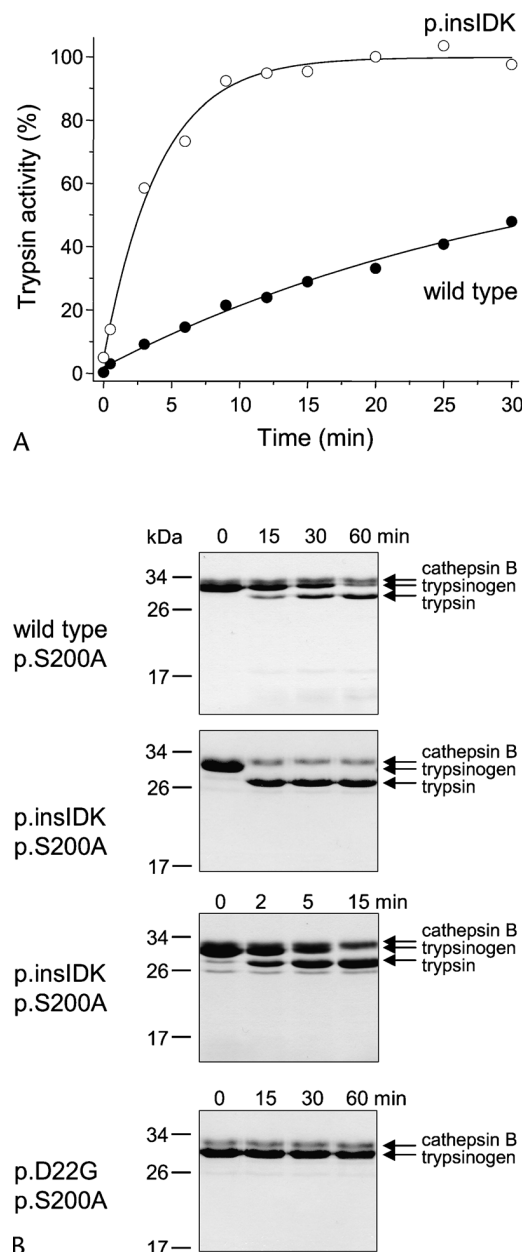 p.insIDK
100
80
60
40
20
0
Trypsin activity (%)
wild type
0 5 10 15 20 25 30
Time (min)
A
kDa 0 15 30 60 min
34
26
17
cathepsin B
trypsinogen
trypsin
wild type
p.S200A
34
26
17
cathepsin B
trypsinogen
trypsin
p.insIDK
p.S200A
0 2 5 15 min
34
26
17
cathepsin B
trypsinogen
trypsin
p.insIDK
p.S200A
0 15 30 60 min
34
26
17
cathepsin B
trypsinogen
p.D22G
p.S200A
B